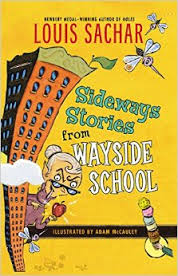 NEWBERY MEDAL-WINNING AUTHOR OF HOLES
LOUIS SACHAR
Sideways
Stories
from
WAYSIDE
SCHOOL
ILLUSTRATED BY ADAM McCAULEY